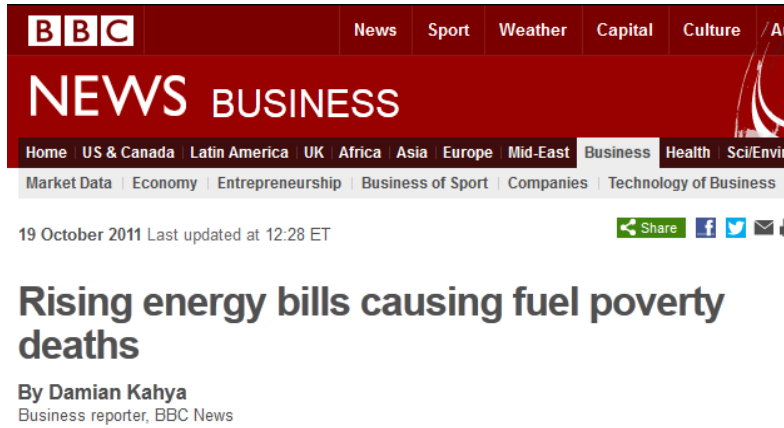 BBC News Sport Weather Capital Culture
NEWS BUSINESS
Home US & Canada Latin America UK Africa Asia Europe Mid-East Business Health
Market Data Economy Entrepreneurship Business of Sport Companies Technology of Business
19 October 2011 Last updated at 12:28 ET Share f
Rising energy bills causing fuel poverty
deaths
By Damian Kahya
Business reporter, BBC News